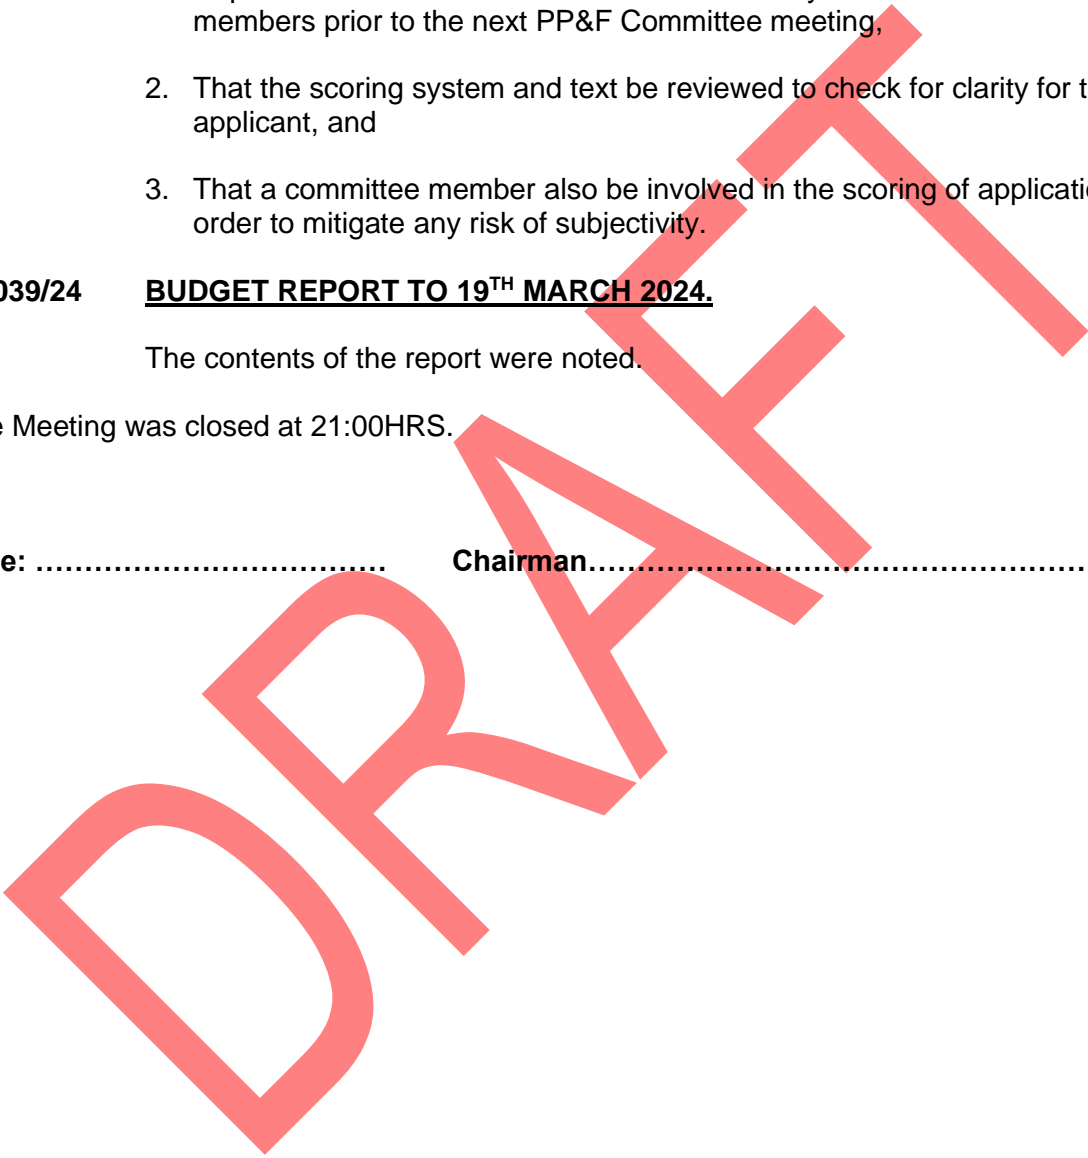 members prior to the next PP&F Committee meeting,
2. That the scoring system and text be reviewed to check for clarity for
applicant, and
3. That a committee member also be involved in the scoring of
order to mitigate any risk of subjectivity.
039/24 BUDGET REPORT TO 19TH MARCH 2024.
The contents of the report were noted.
Meeting was closed at 21:00HRS.
e: ……………………………… Chairman……………………………………………
DRAFT